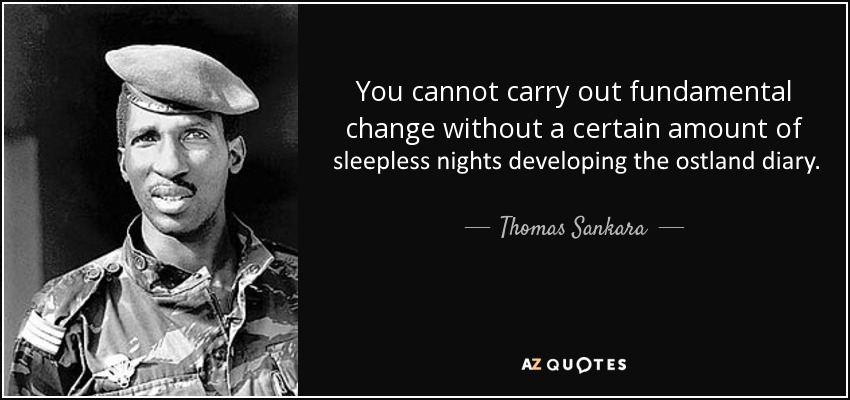 You cannot carry out fundamental
change without a certain amount of
sleepless nights developing the ostland diary.
Thomas Sankara
AZ QUOTES